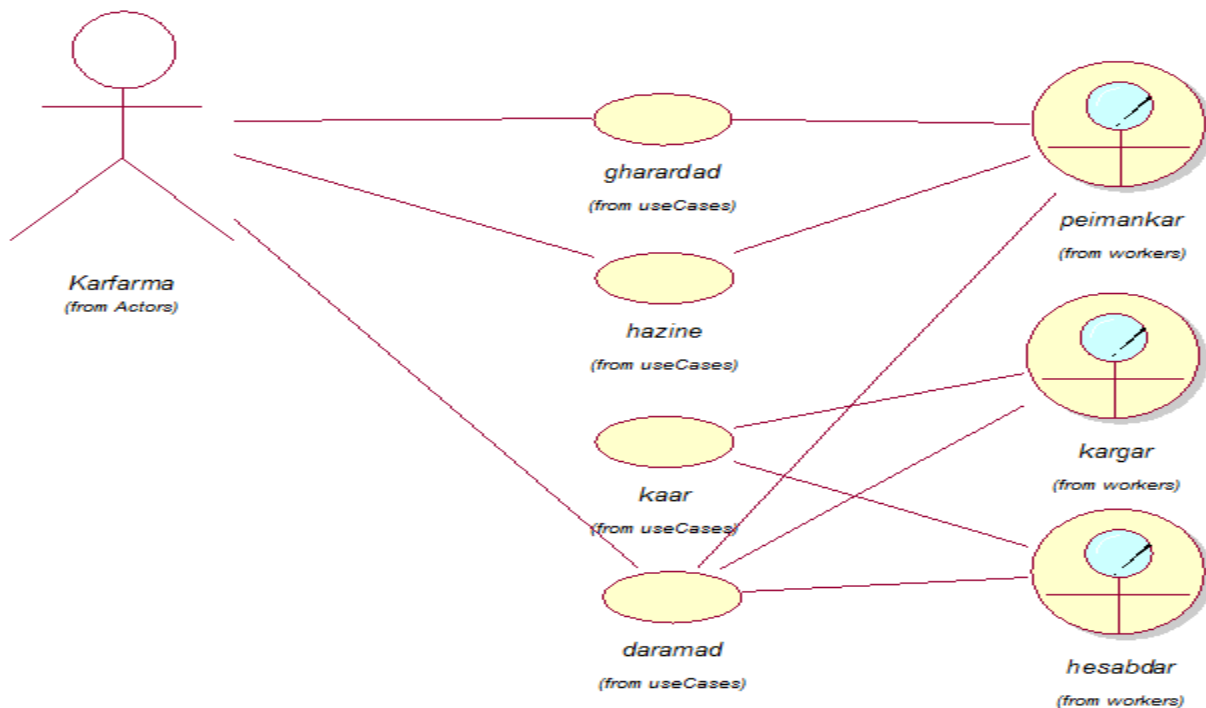 Karfarma
(from Actors)
gharardad
(from useCases)
hazine
(from useCases)
kaar
(from useCases)
daramad
(from useCases)
peimankar
(from workers)
kargar
(from workers)
hesabdar
(from workers)